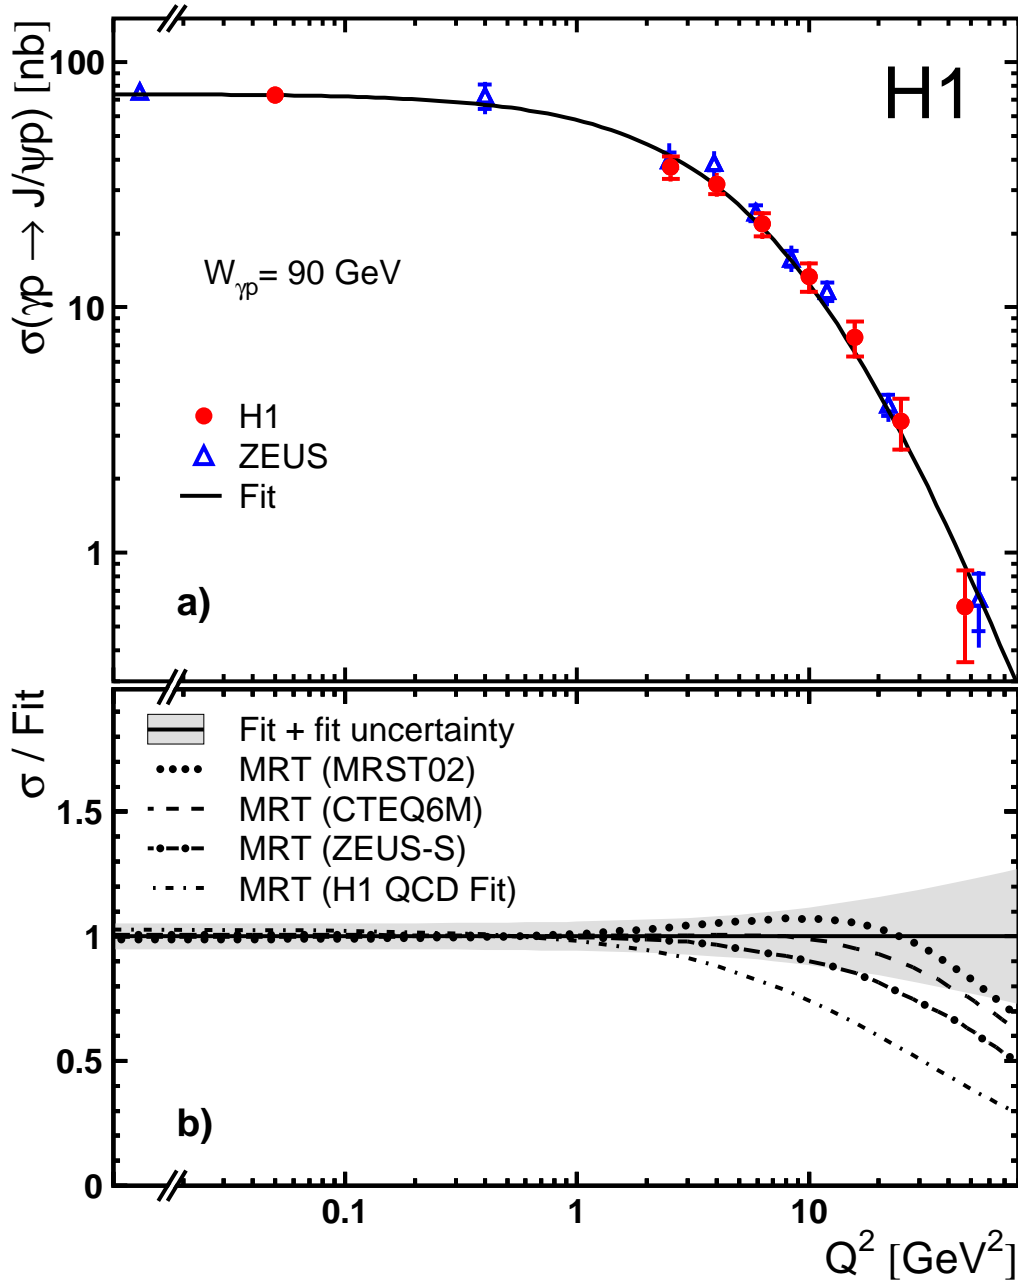 σ(γp → J/ψp) [nb]
100
10
1
H1
W_γp = 90 GeV
H1
ZEUS
Fit
a)
σ / Fit
1.5
1
0.5
0
Fit + fit uncertainty
MRT (MRST02)
MRT (CTEQ6M)
MRT (ZEUS-S)
MRT (H1 QCD Fit)
b)
0.1 1 10
Q² [GeV²]